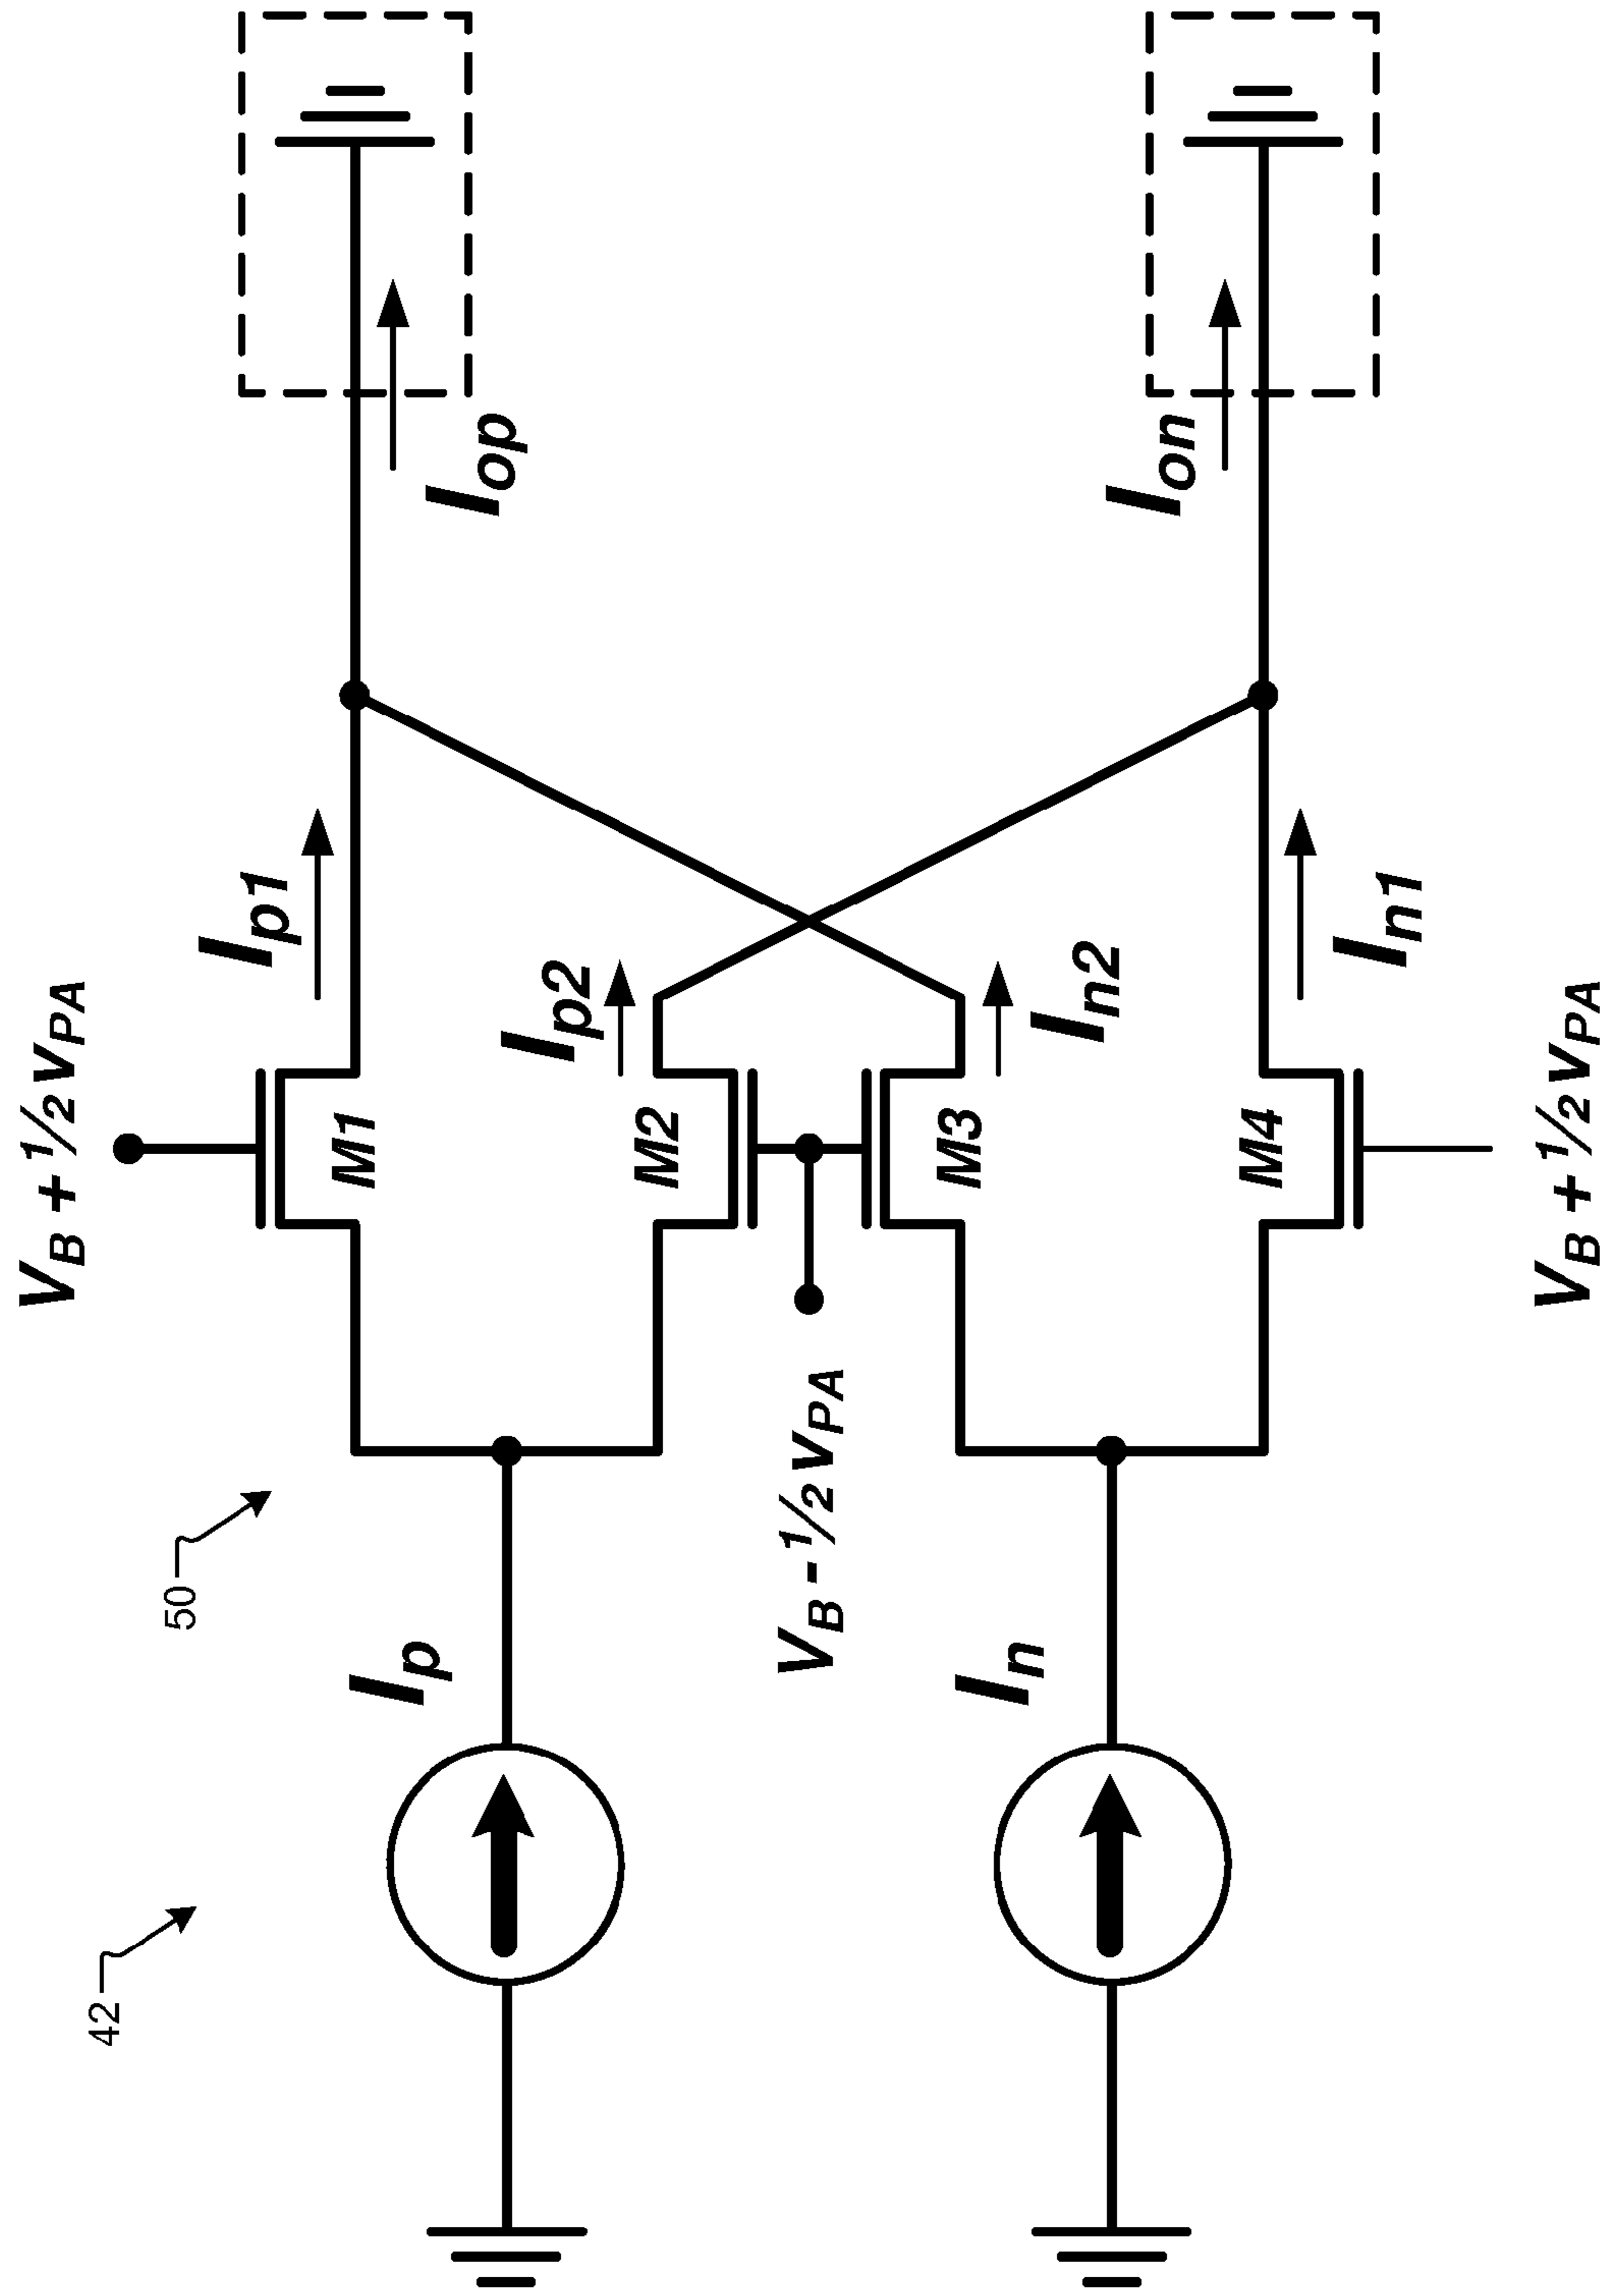 42
50
V_B + 1/2 V_PA
I_p1
I_op
M1
I_p
I_p2
M2
V_B - 1/2 V_PA
M3
I_n2
I_n
I_on
M4
I_n1
V_B + 1/2 V_PA